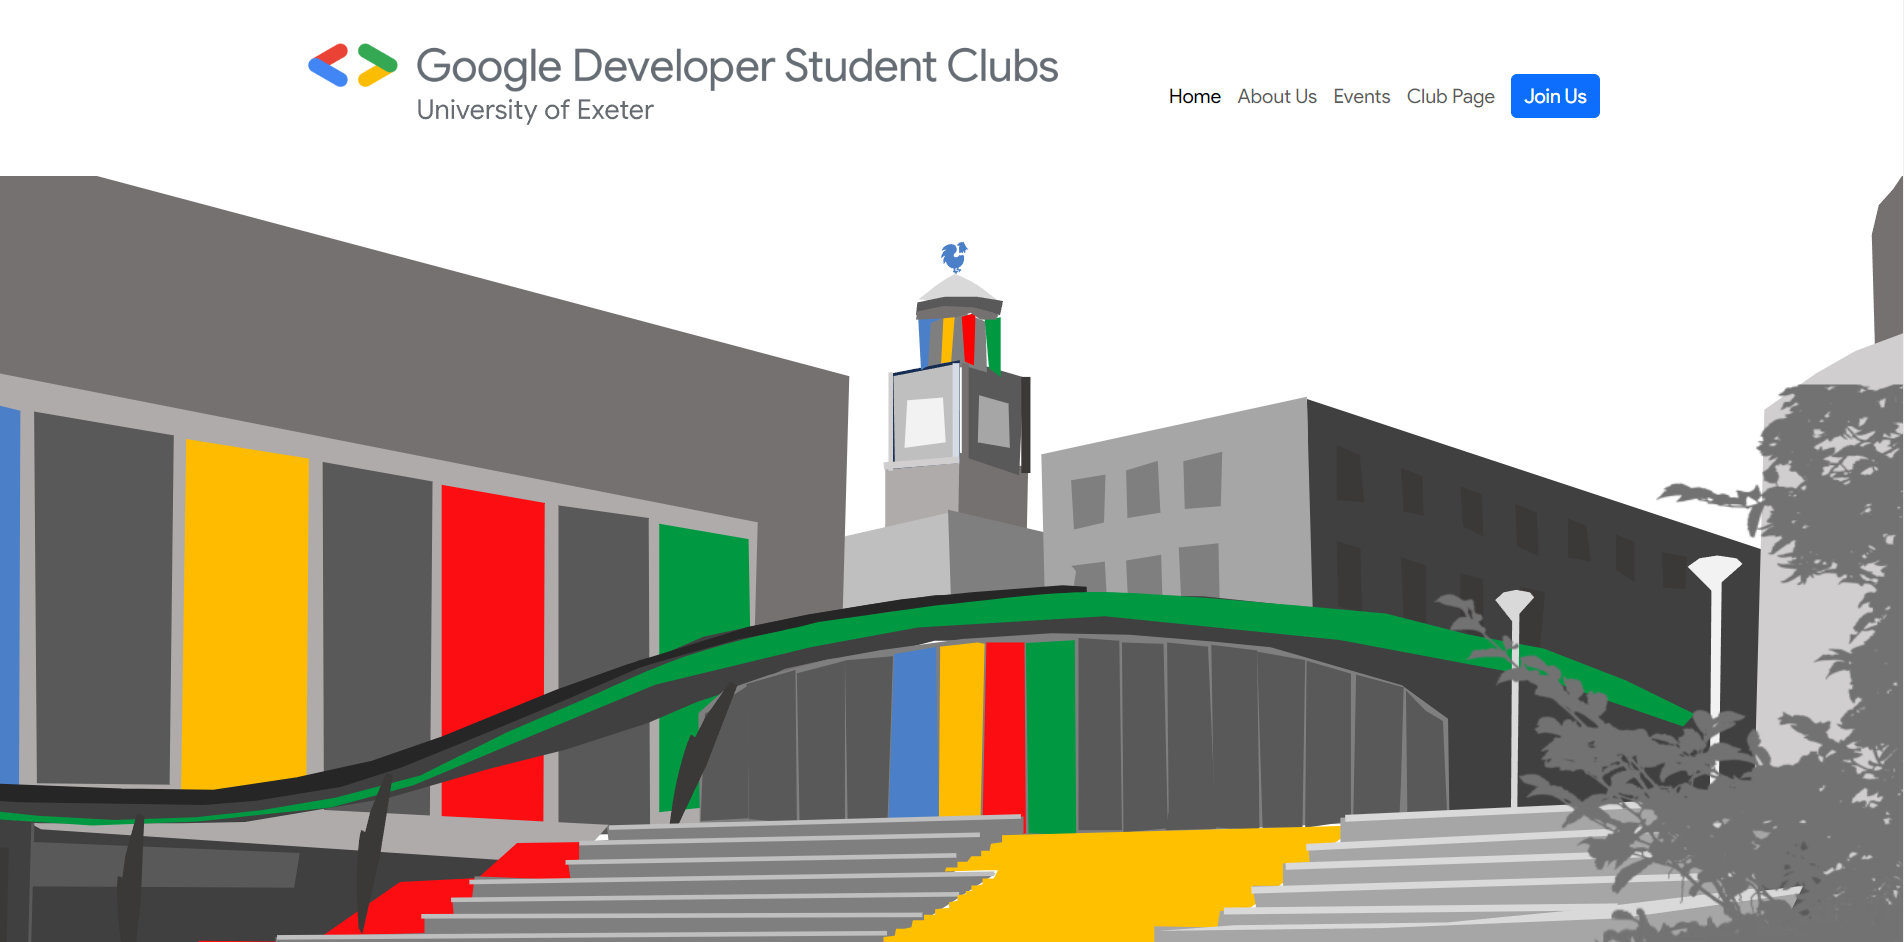 Google Developer Student Clubs
University of Exeter
Home About Us Events Club Page Join Us